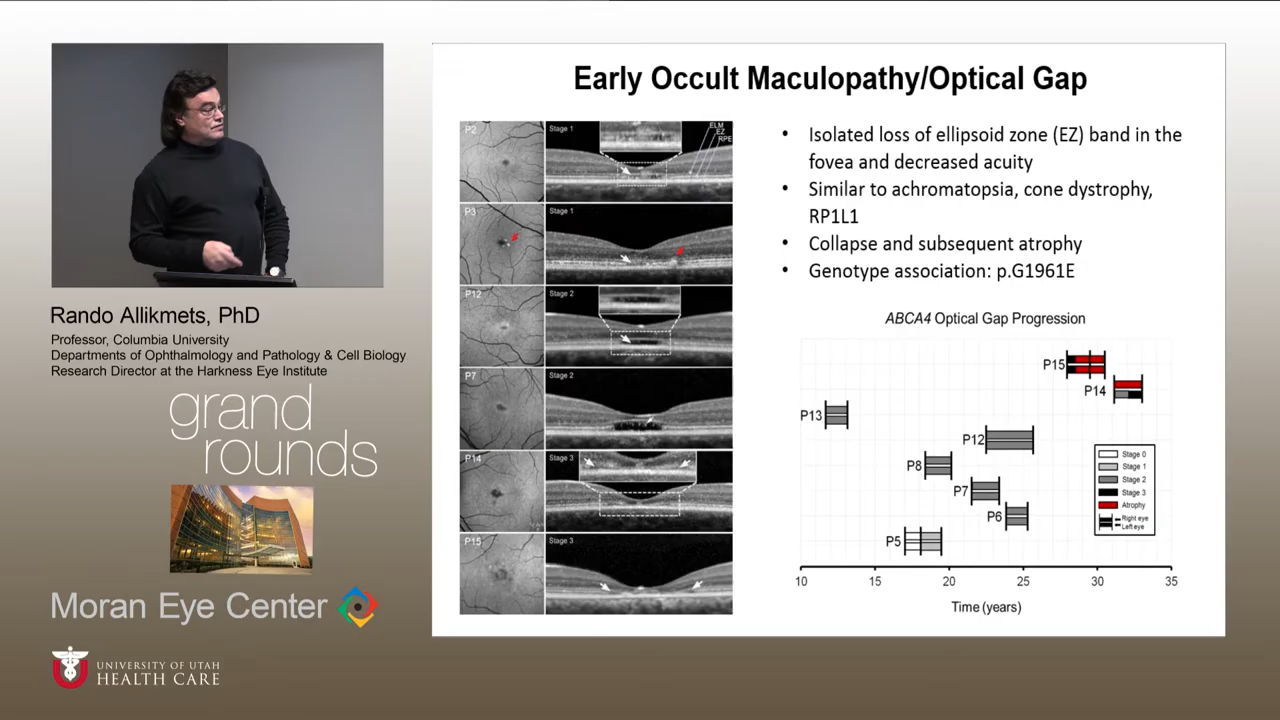 Early Occult Maculopathy/Optical Gap
P2
Stage 1
ELM
EZ
RPE
P3
Stage 1
P12
Stage 2
P7
Stage 2
P14
Stage 3
P15
Stage 3
• Isolated loss of ellipsoid zone (EZ) band in the
fovea and decreased acuity
• Similar to achromatopsia, cone dystrophy,
RP1L1
• Collapse and subsequent atrophy
• Genotype association: p.G1961E
ABCA4 Optical Gap Progression
P15
P14
P13
P12
P8
P7
P6
P5
Stage 0
Stage 1
Stage 2
Stage 3
Atrophy
Right eye
Left eye
10 15 20 25 30 35
Time (years)
Rando Allikmets, PhD
Professor, Columbia University
Departments of Ophthalmology and Pathology & Cell Biology
Research Director at the Harkness Eye Institute
grand
rounds
Moran Eye Center
U
UNIVERSITY OF UTAH
HEALTH CARE